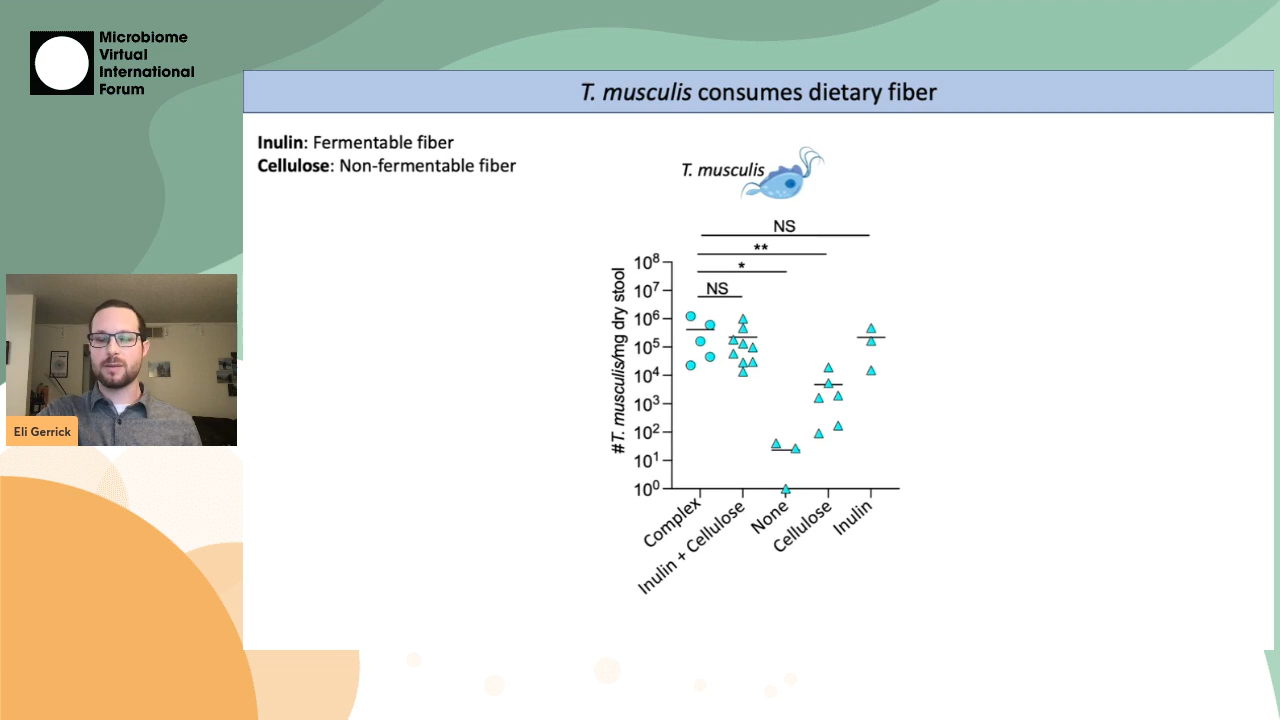 Microbiome
Virtual
International
Forum
T. musculis consumes dietary fiber
Inulin: Fermentable fiber
Cellulose: Non-fermentable fiber
T. musculis
NS
**
*
NS
#T. musculis/mg dry stool
10⁸
10⁷
10⁶
10⁵
10⁴
10³
10²
10¹
10⁰
Complex
Inulin + Cellulose
None
Cellulose
Inulin
Eli Gerrick